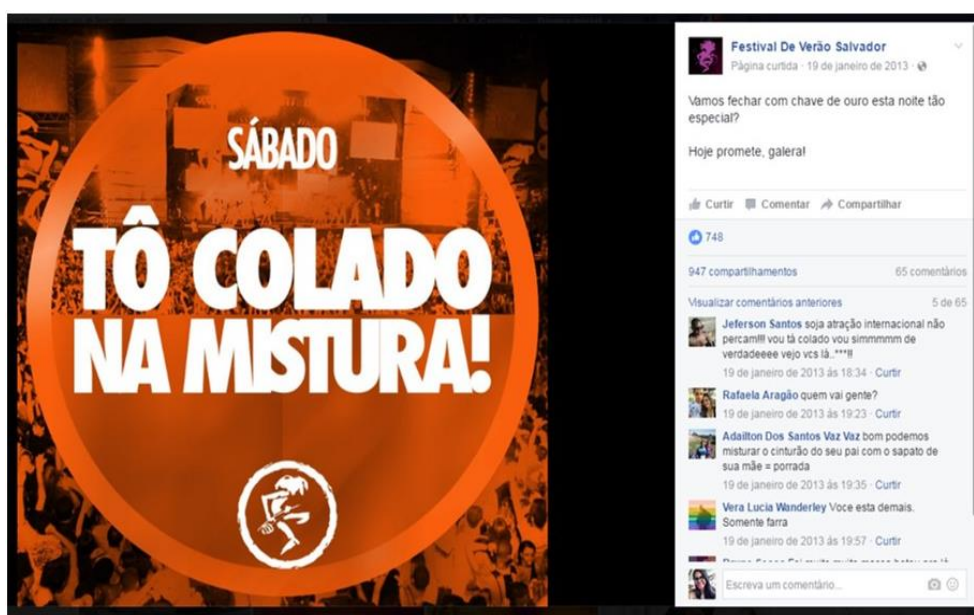 SÁBADO
TÔ COLADO
NA MISTURA!
Festival De Verão Salvador
Página curtida · 19 de janeiro de 2013 ·
Vamos fechar com chave de ouro esta noite tão
especial?
Hoje promete, galera!
Curtir Comentar Compartilhar
748
947 compartilhamentos 65 comentários
Visualizar comentários anteriores 5 de 65
Jeferson Santos soja atração internacional não
percam!!! vou tá colado vou simmmmm de
verdadeeee vejo vcs lá..***!!
19 de janeiro de 2013 às 18:34 · Curtir
Rafaela Aragão quem vai gente?
19 de janeiro de 2013 às 19:23 · Curtir
Adailton Dos Santos Vaz Vaz bom podemos
misturar o cinturão do seu pai com o sapato de
sua mãe = porrada
19 de janeiro de 2013 às 19:35 · Curtir
Vera Lucia Wanderley Voce esta demais.
Somente farra
19 de janeiro de 2013 às 19:57 · Curtir
Escreva um comentário...